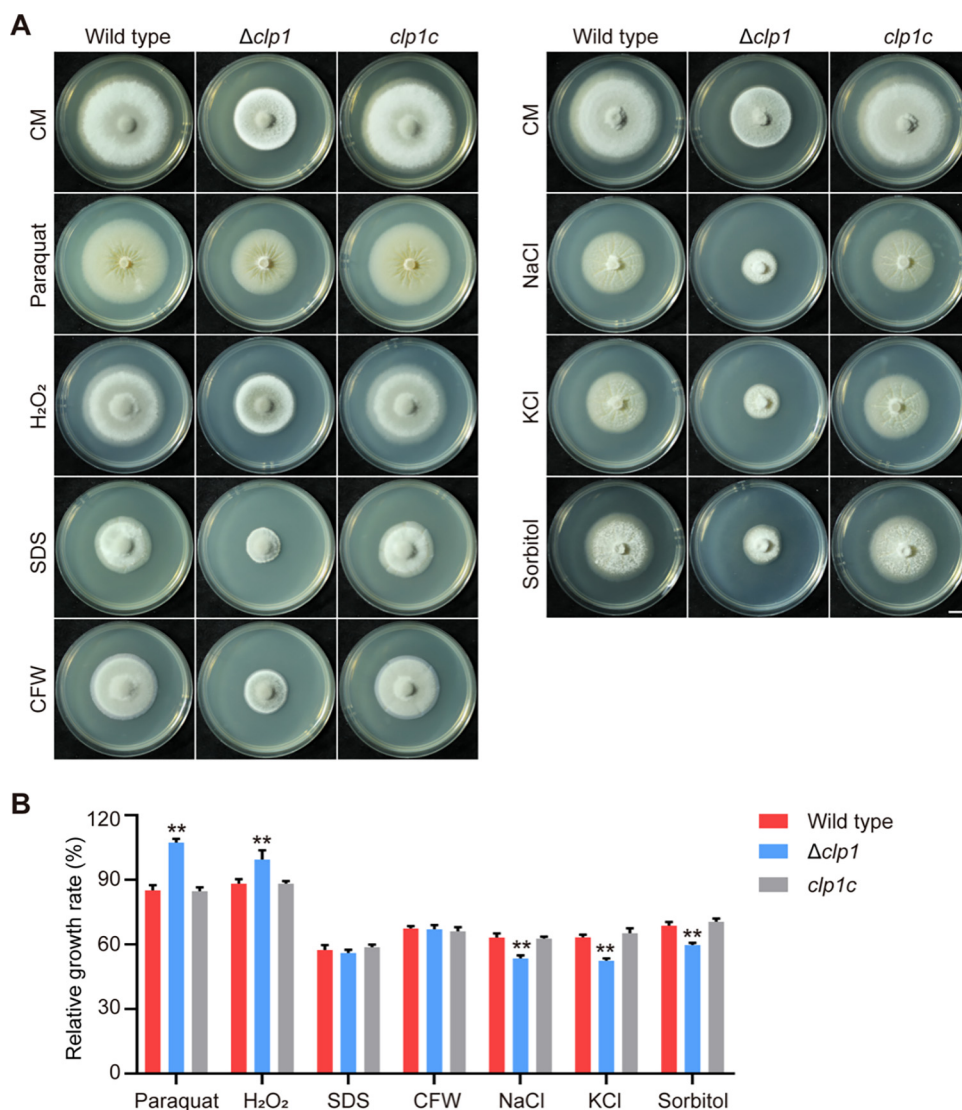 A
Wild type Δclp1 clp1c Wild type Δclp1 clp1c
CM CM
Paraquat NaCl
H₂O₂ KCl
SDS Sorbitol
CFW
B
Relative growth rate (%)
120
90
60
30
0
** ** ** ** **
Wild type
Δclp1
clp1c
Paraquat H₂O₂ SDS CFW NaCl KCl Sorbitol